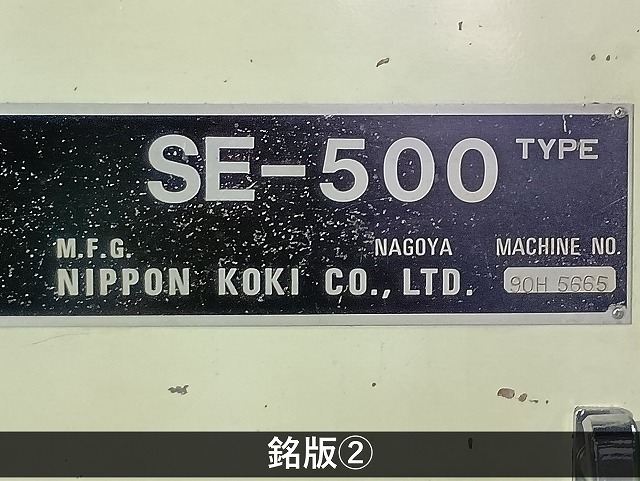 SE-500 TYPE
M.F.G. NAGOYA MACHINE NO.
NIPPON KOKI CO., LTD. 90H 5665
銘版②